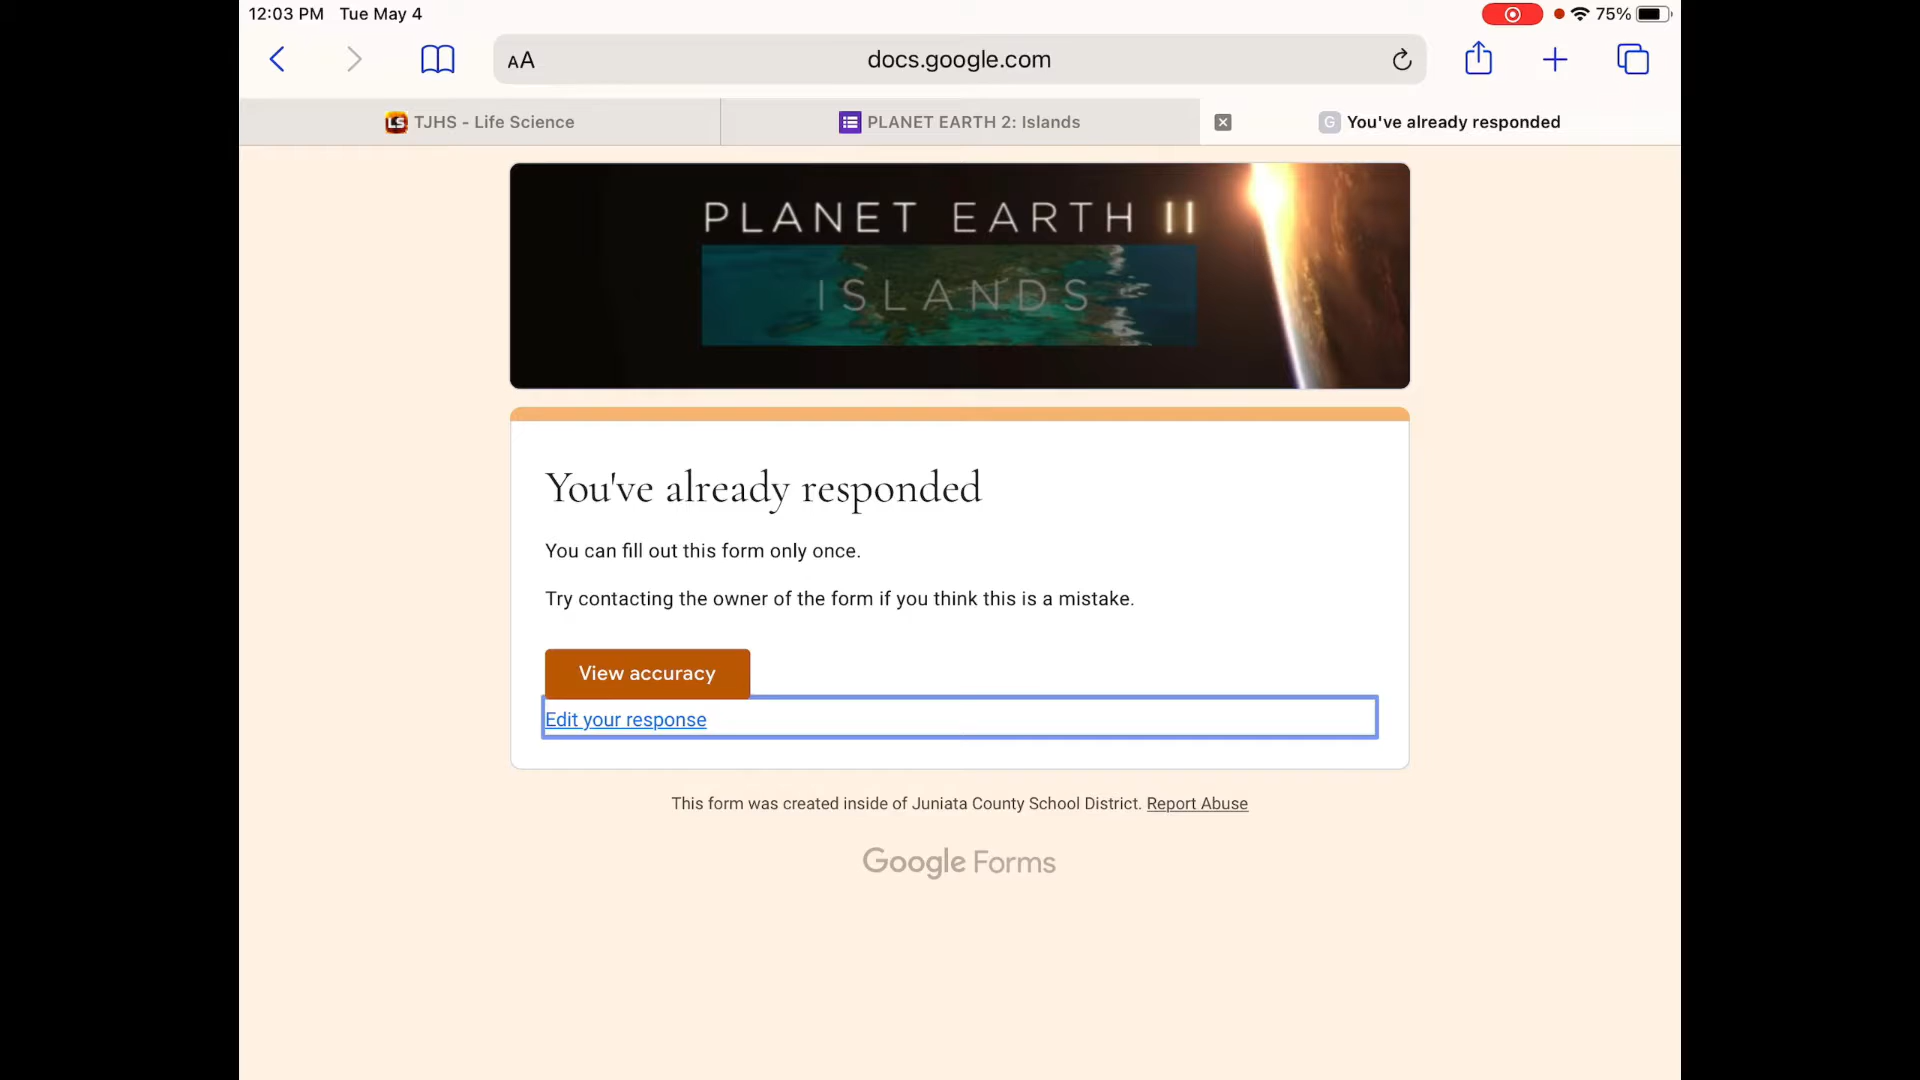 12:03 PM Tue May 4
75%
AA docs.google.com
LS TJHS - Life Science
PLANET EARTH 2: Islands
G You've already responded
PLANET EARTH II
ISLANDS
You've already responded
You can fill out this form only once.
Try contacting the owner of the form if you think this is a mistake.
View accuracy
Edit your response
This form was created inside of Juniata County School District. Report Abuse
Google Forms